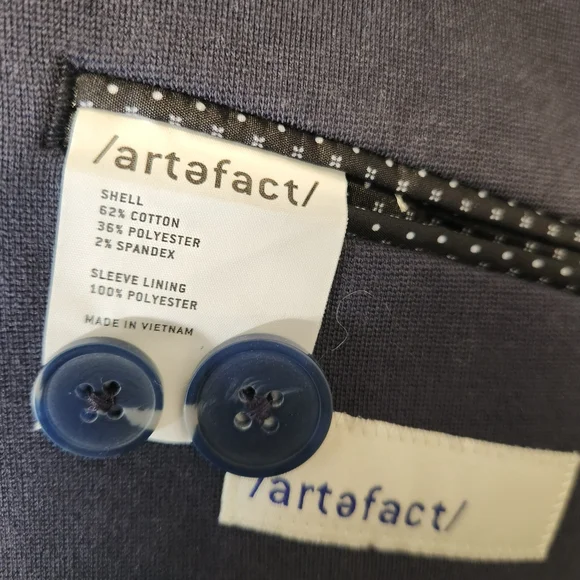 /artəfact/
SHELL
62% COTTON
36% POLYESTER
2% SPANDEX
SLEEVE LINING
100% POLYESTER
MADE IN VIETNAM
/artəfact/